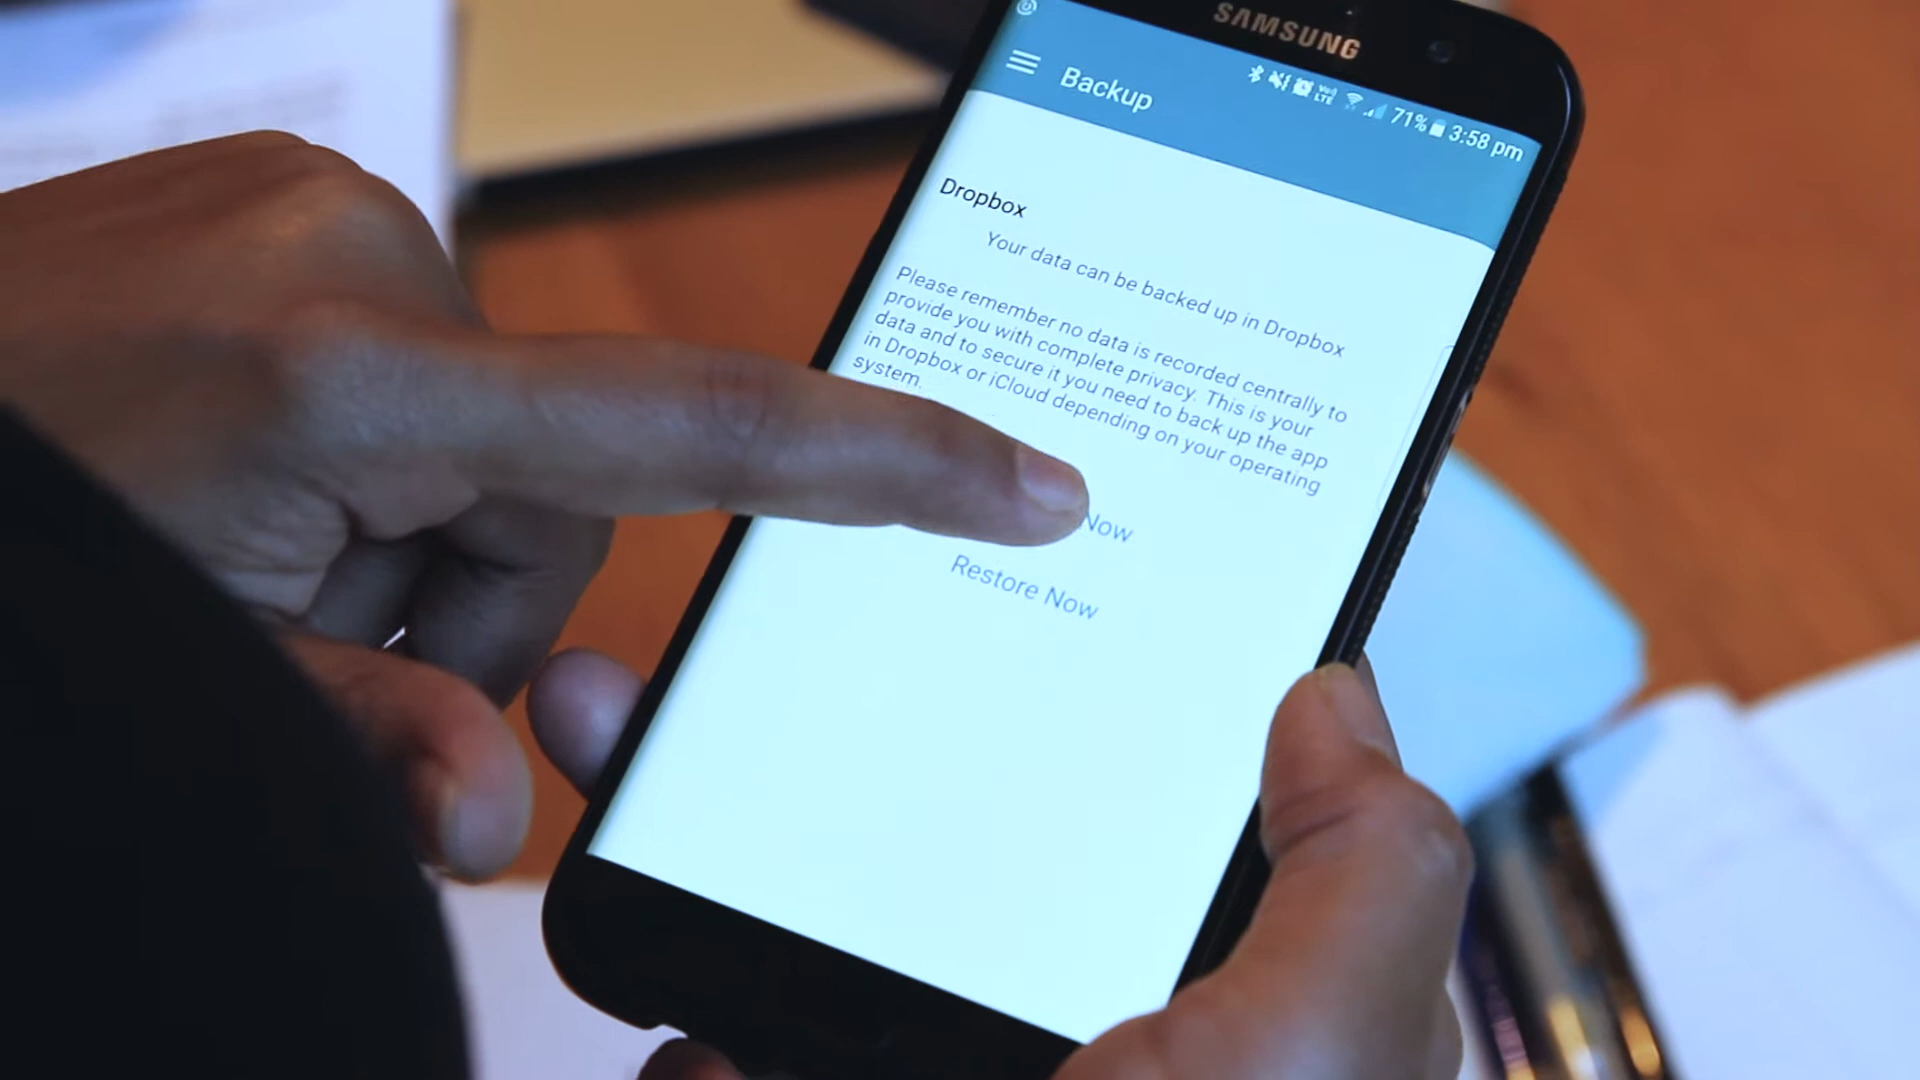 SAMSUNG
VoLTE 71% 3:58 pm
Backup
Dropbox
Your data can be backed up in Dropbox
Please remember no data is recorded centrally to
provide you with complete privacy. This is your
data and to secure it you need to back up the app
in Dropbox or iCloud depending on your operating
system.
Now
Restore Now